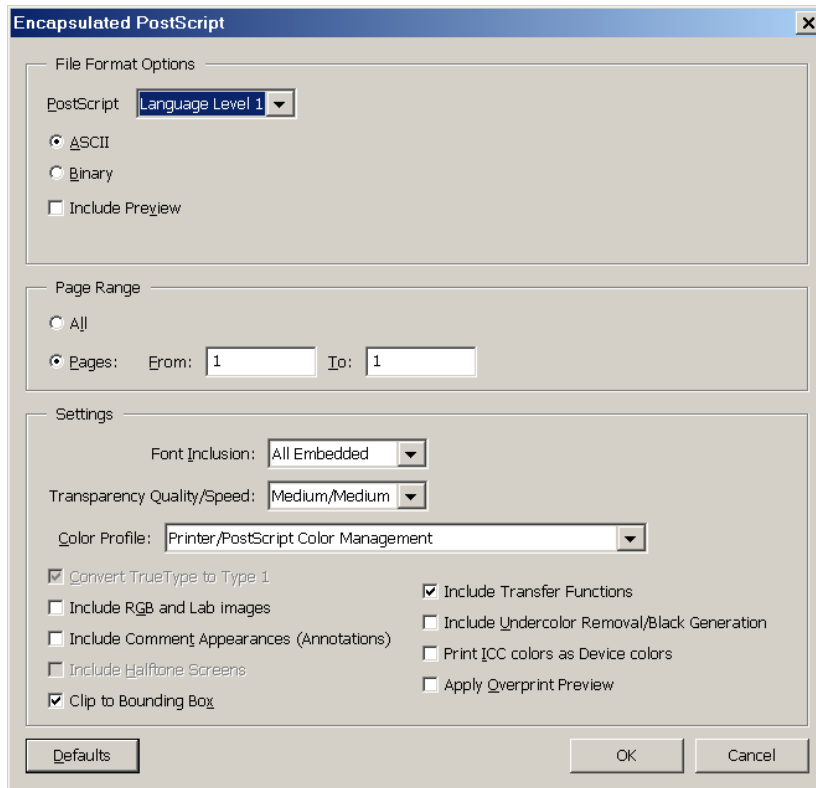 Encapsulated PostScript
File Format Options
PostScript Language Level 1
ASCII
Binary
Include Preview
Page Range
All
Pages: From: 1 To: 1
Settings
Font Inclusion: All Embedded
Transparency Quality/Speed: Medium/Medium
Color Profile: Printer/PostScript Color Management
Convert TrueType to Type 1
Include RGB and Lab images
Include Comment Appearances (Annotations)
Include Halftone Screens
Clip to Bounding Box
Include Transfer Functions
Include Undercolor Removal/Black Generation
Print ICC colors as Device colors
Apply Overprint Preview
Defaults OK Cancel